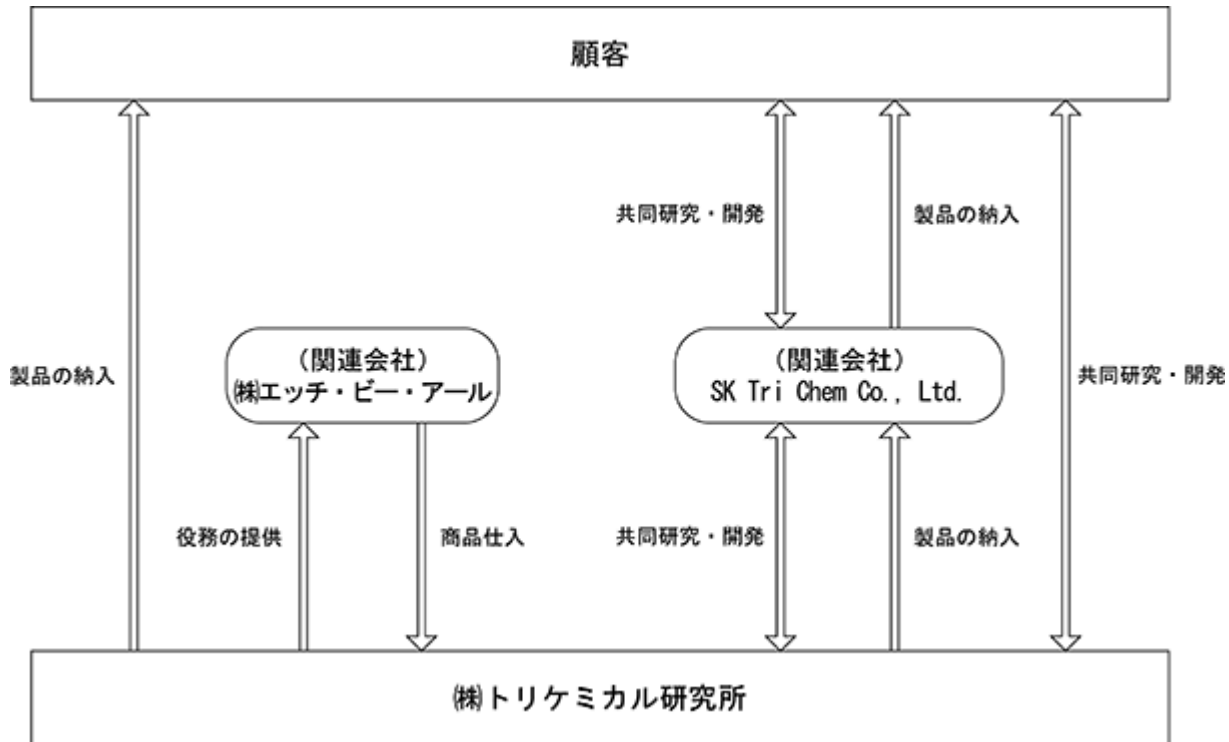 顧客
共同研究・開発
製品の納入
製品の納入
(関連会社)
㈱エッチ・ビー・アール
(関連会社)
SK Tri Chem Co., Ltd.
共同研究・開発
役務の提供
商品仕入
共同研究・開発
製品の納入
㈱トリケミカル研究所